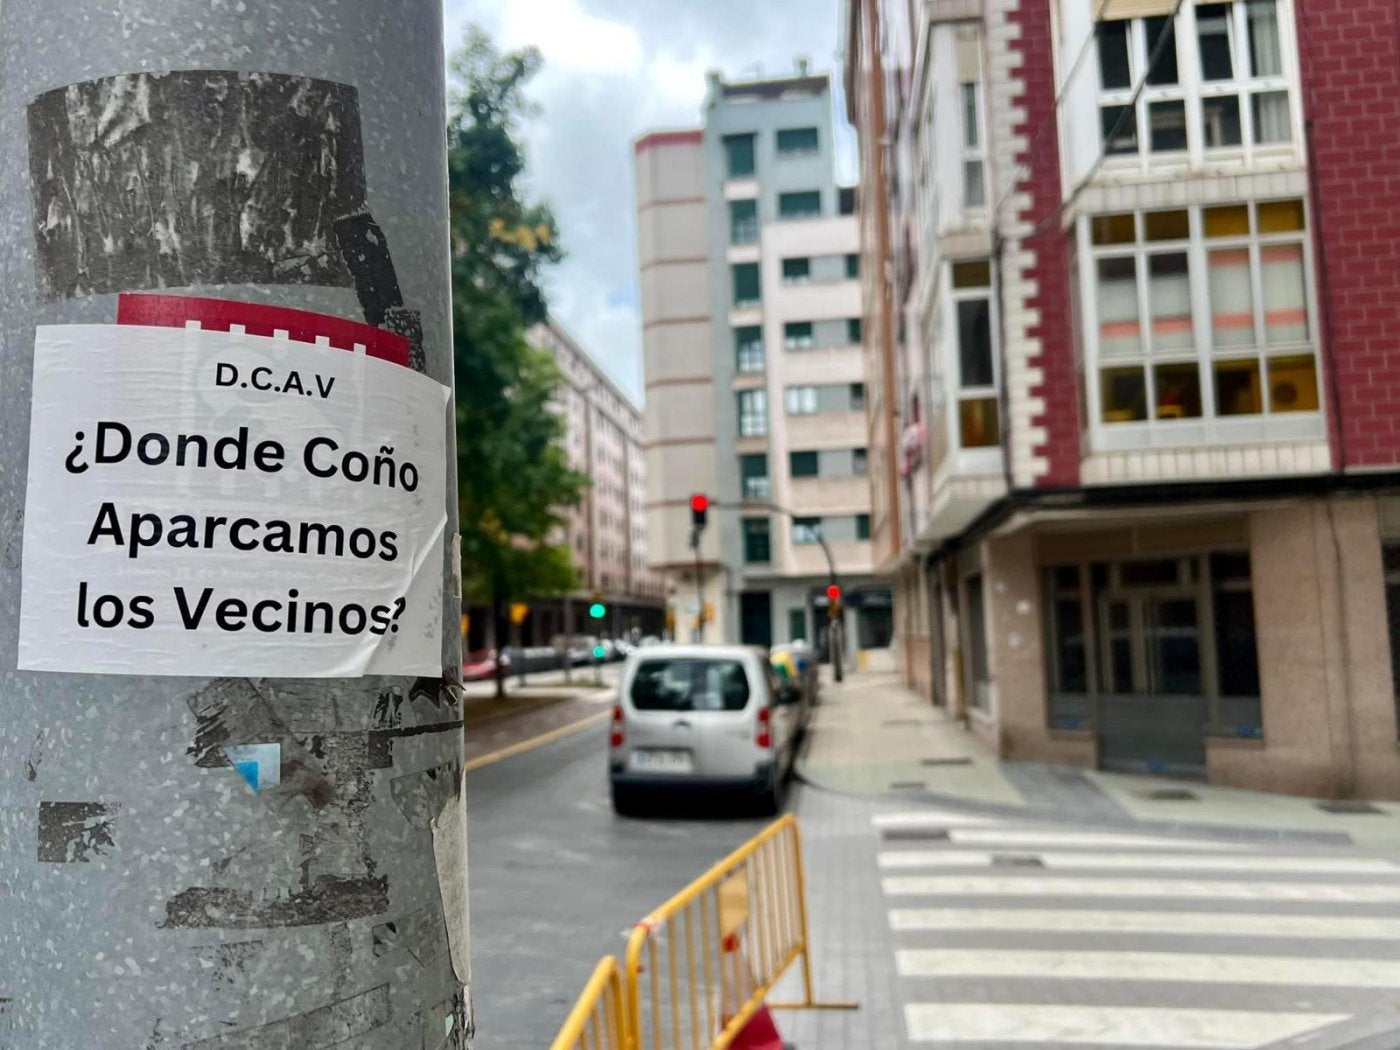 D.C.A.V
¿Donde Coño
Aparcamos
los Vecinos?